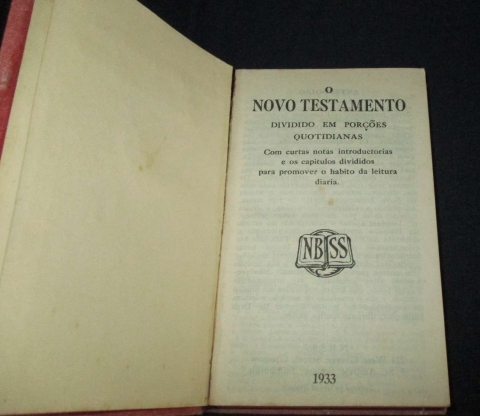 O
NOVO TESTAMENTO
DIVIDIDO EM PORÇÕES
QUOTIDIANAS
Com curtas notas introductorias
e os capitulos divididos
para promover o habito da leitura
diaria.
NBSS
1933